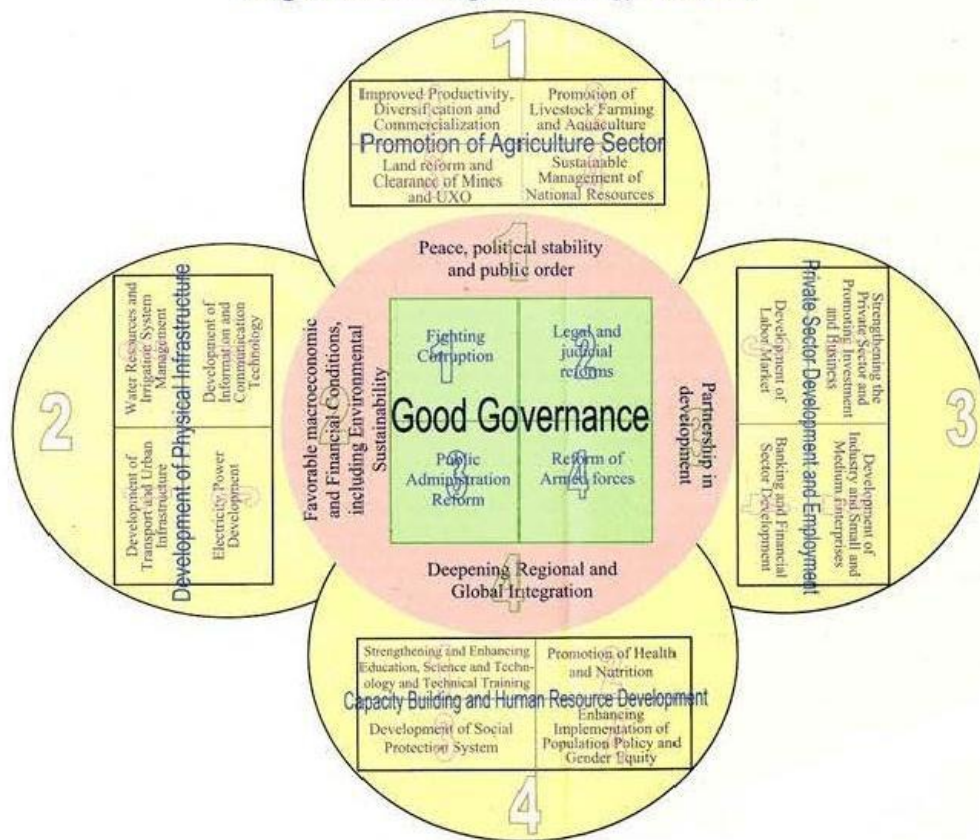 1
Improved Productivity,
Diversification and
Commercialization
Promotion of
Livestock Farming
and Aquaculture
Promotion of Agriculture Sector
Land reform and
Clearance of Mines
and UXO
Sustainable
Management of
National Resources
1
Peace, political stability
and public order
2
Water Resources and
Irrigation System
Management
Development of
Information and
Communication
Technology
Development of Physical Infrastructure
Development of
Transport and Urban
Infrastructure
Electricity Power
Development
2
Favorable macroeconomic
and Financial Conditions,
including Environmental
Sustainability
1
Fighting
Corruption
2
Legal and
judicial
reforms
Good Governance
3
Public
Administration
Reform
4
Reform of
Armed forces
3
Partnership in
development
Strengthening the
Private Sector and
Promoting Investment
and Business
Development of
Labor Market
Private Sector Development and Employment
Development of
Industry and Small and
Medium Enterprises
Banking and Financial
Sector Development
3
4
Deepening Regional and
Global Integration
Strengthening and Enhancing
Education, Science and Techn-
ology and Technical Training
Promotion of Health
and Nutrition
Capacity Building and Human Resource Development
Development of Social
Protection System
Enhancing
Implementation of
Population Policy and
Gender Equity
4